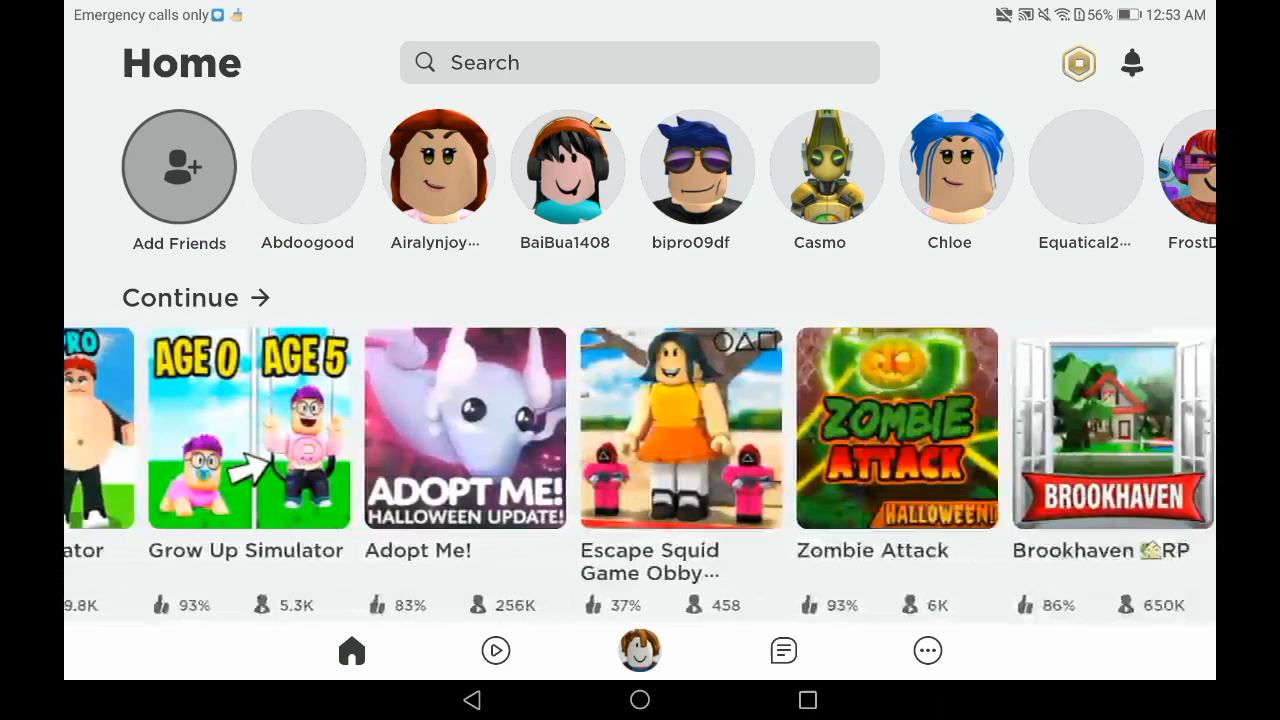 Emergency calls only
56% 12:53 AM
Home
Search
Add Friends
Abdoogood
Airalynjoy...
BaiBua1408
bipro09df
Casmo
Chloe
Equatical2...
FrostD
Continue →
RO
AGE 0 AGE 5
ADOPT ME!
HALLOWEEN UPDATE!
ZOMBIE
ATTACK
HALLOWEEN!
BROOKHAVEN
ator
Grow Up Simulator
Adopt Me!
Escape Squid
Game Obby...
Zombie Attack
Brookhaven 🏡RP
9.8K
93% 5.3K
83% 256K
37% 458
93% 6K
86% 650K